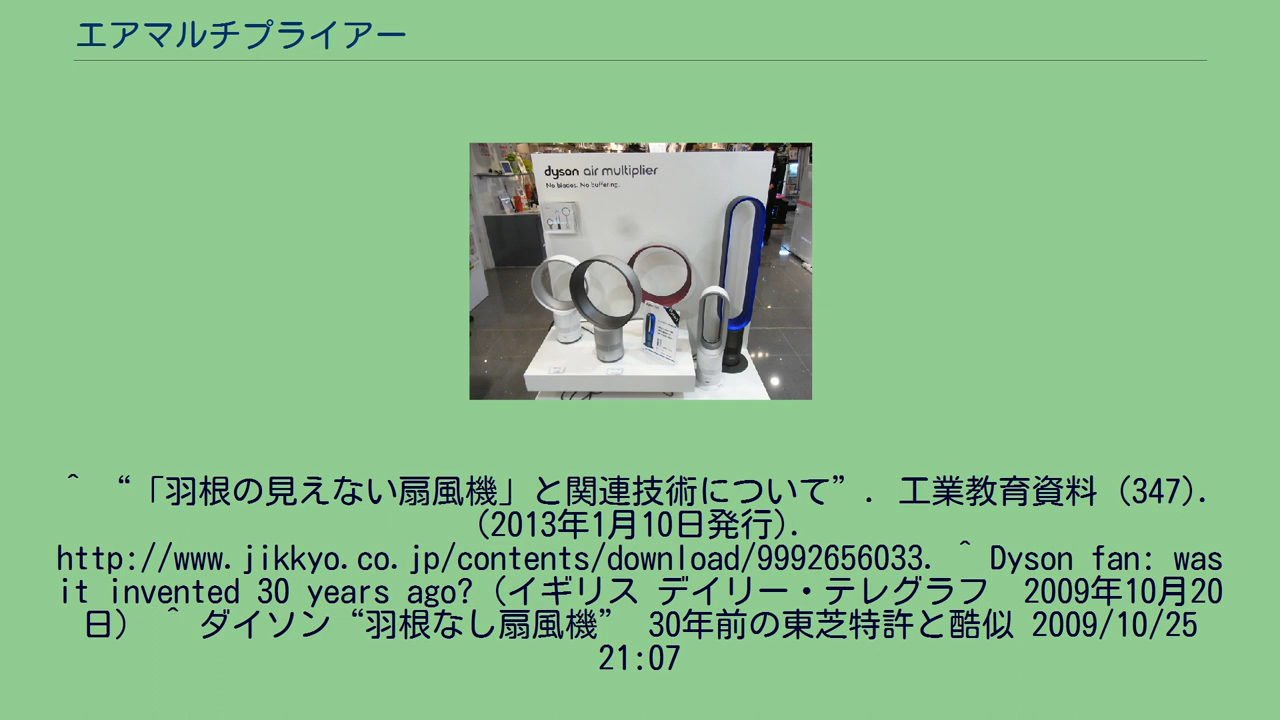 エアマルチプライアー
dyson air multiplier
No blades. No buffeting.
^ “「羽根の見えない扇風機」と関連技術について”. 工業教育資料 (347).
(2013年1月10日発行).
http://www.jikkyo.co.jp/contents/download/9992656033. ^ Dyson fan: was
it invented 30 years ago?（イギリス デイリー・テレグラフ　2009年10月20
日） ^ ダイソン“羽根なし扇風機”　30年前の東芝特許と酷似 2009/10/25
21:07